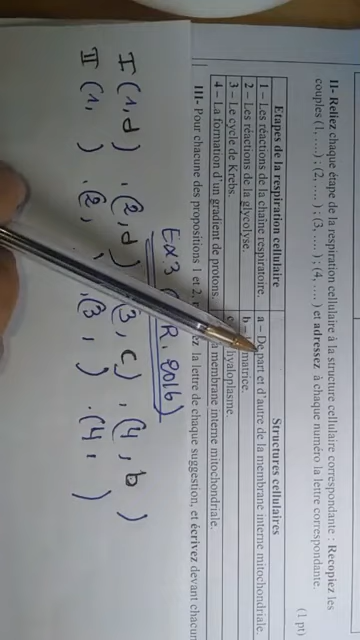 II- Reliez chaque étape de la respiration cellulaire à la structure cellulaire correspondante : Recopiez les
couples (1, ....) ; (2, .... ) ; (3, .... ) ; (4, .... ) et adressez à chaque numéro la lettre correspondante.
(1 pt)
Etapes de la respiration cellulaire
Structures cellulaires
1 – Les réactions de la chaîne respiratoire.
a – De part et d'autre de la membrane interne mitochondriale
2 – Les réactions de la glycolyse.
b – matrice.
3 – Le cycle de Krebs.
hyaloplasme.
4 – La formation d'un gradient de protons.
la membrane interne mitochondriale.
III- Pour chacune des propositions 1 et 2, la lettre de chaque suggestion, et écrivez devant chacun
Ex3 R. 2016)
I (1, d) , (2, d) (3, c) , (4, b )
II (1, ) , (2, ) , (3, ) . (4, )